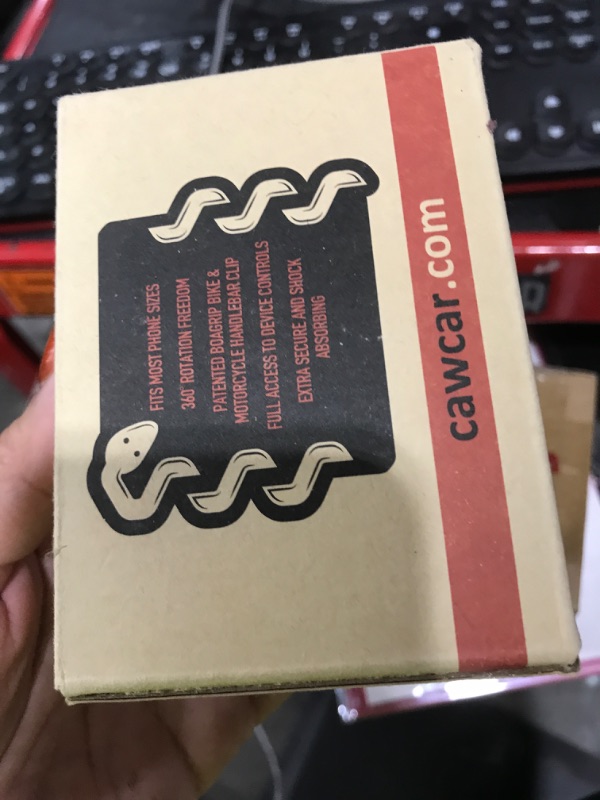 FITS MOST PHONE SIZES
360° ROTATION FREEDOM
PATENTED BOAGRIP BIKE &
MOTORCYCLE HANDLEBAR CLIP
FULL ACCESS TO DEVICE CONTROLS
EXTRA SECURE AND SHOCK
ABSORBING
cawcar.com